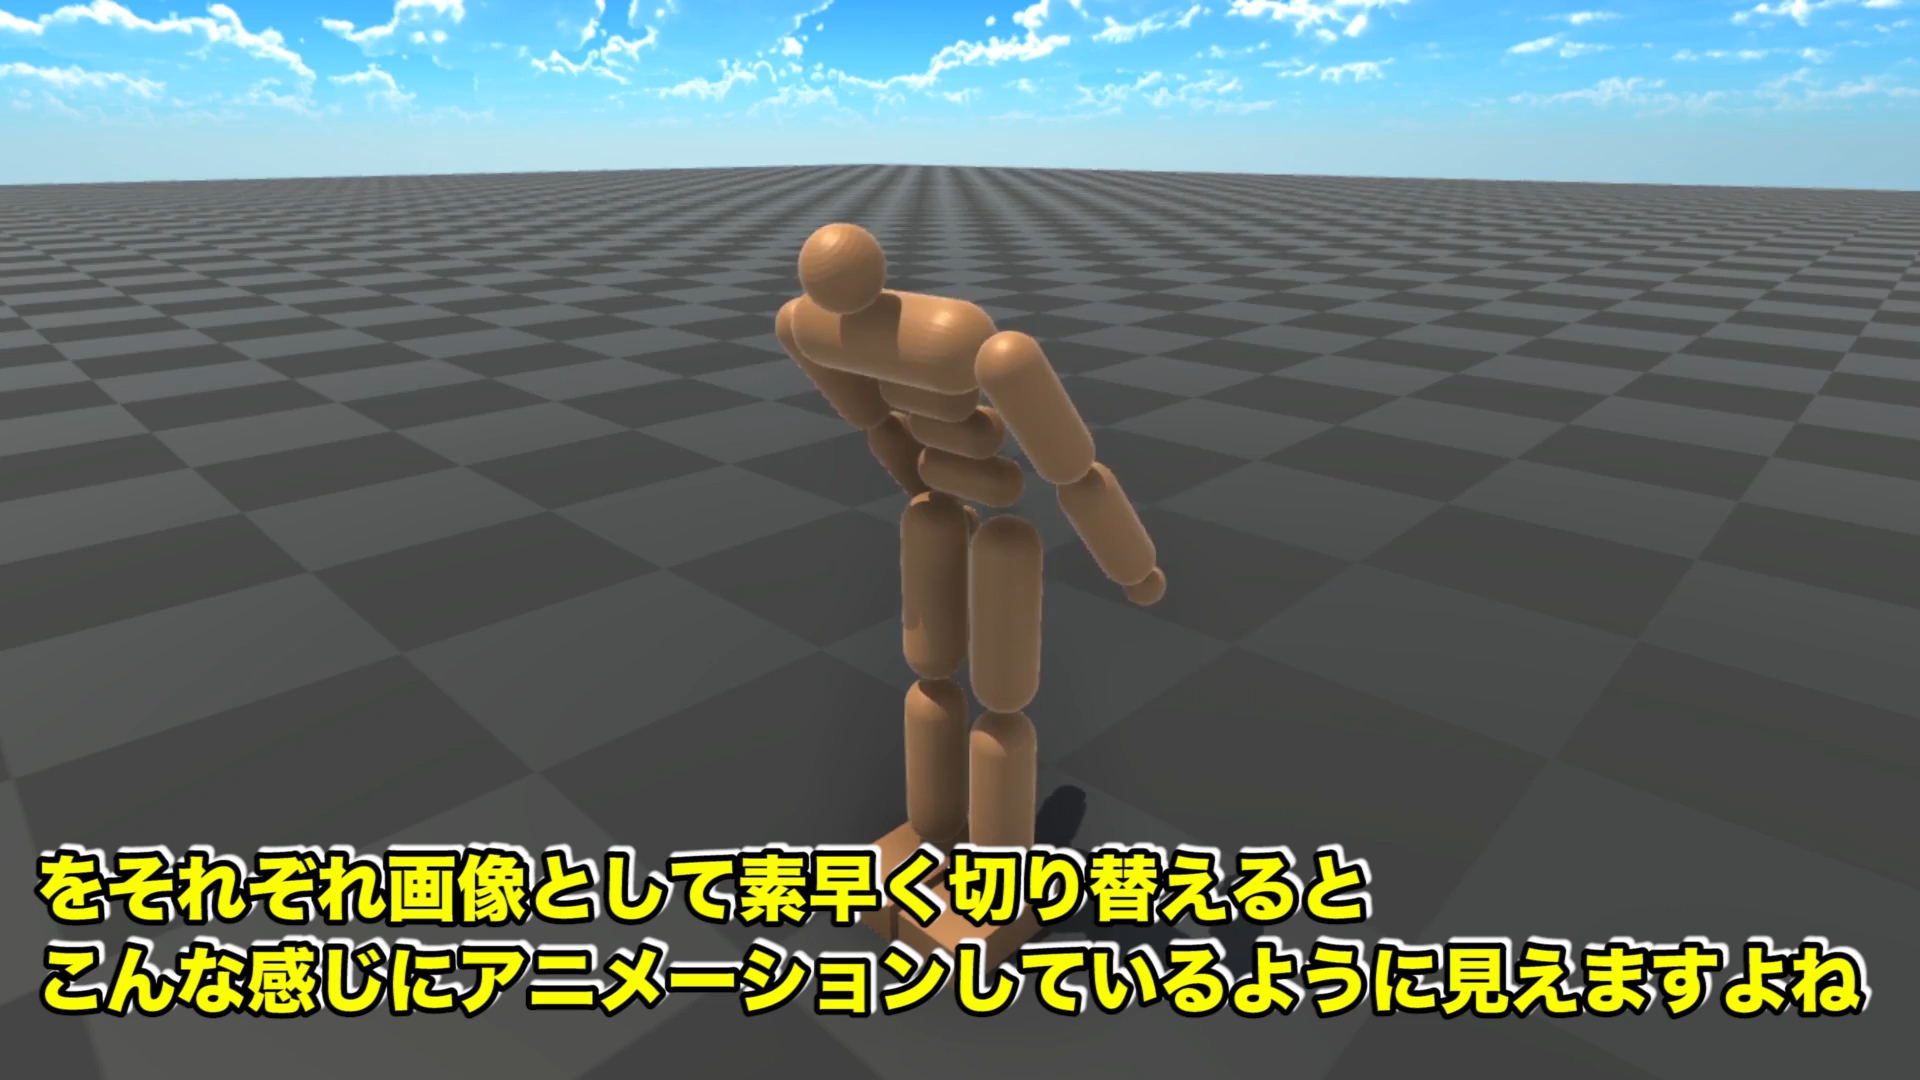 をそれぞれ画像として素早く切り替えると
こんな感じにアニメーションしているように見えますよね